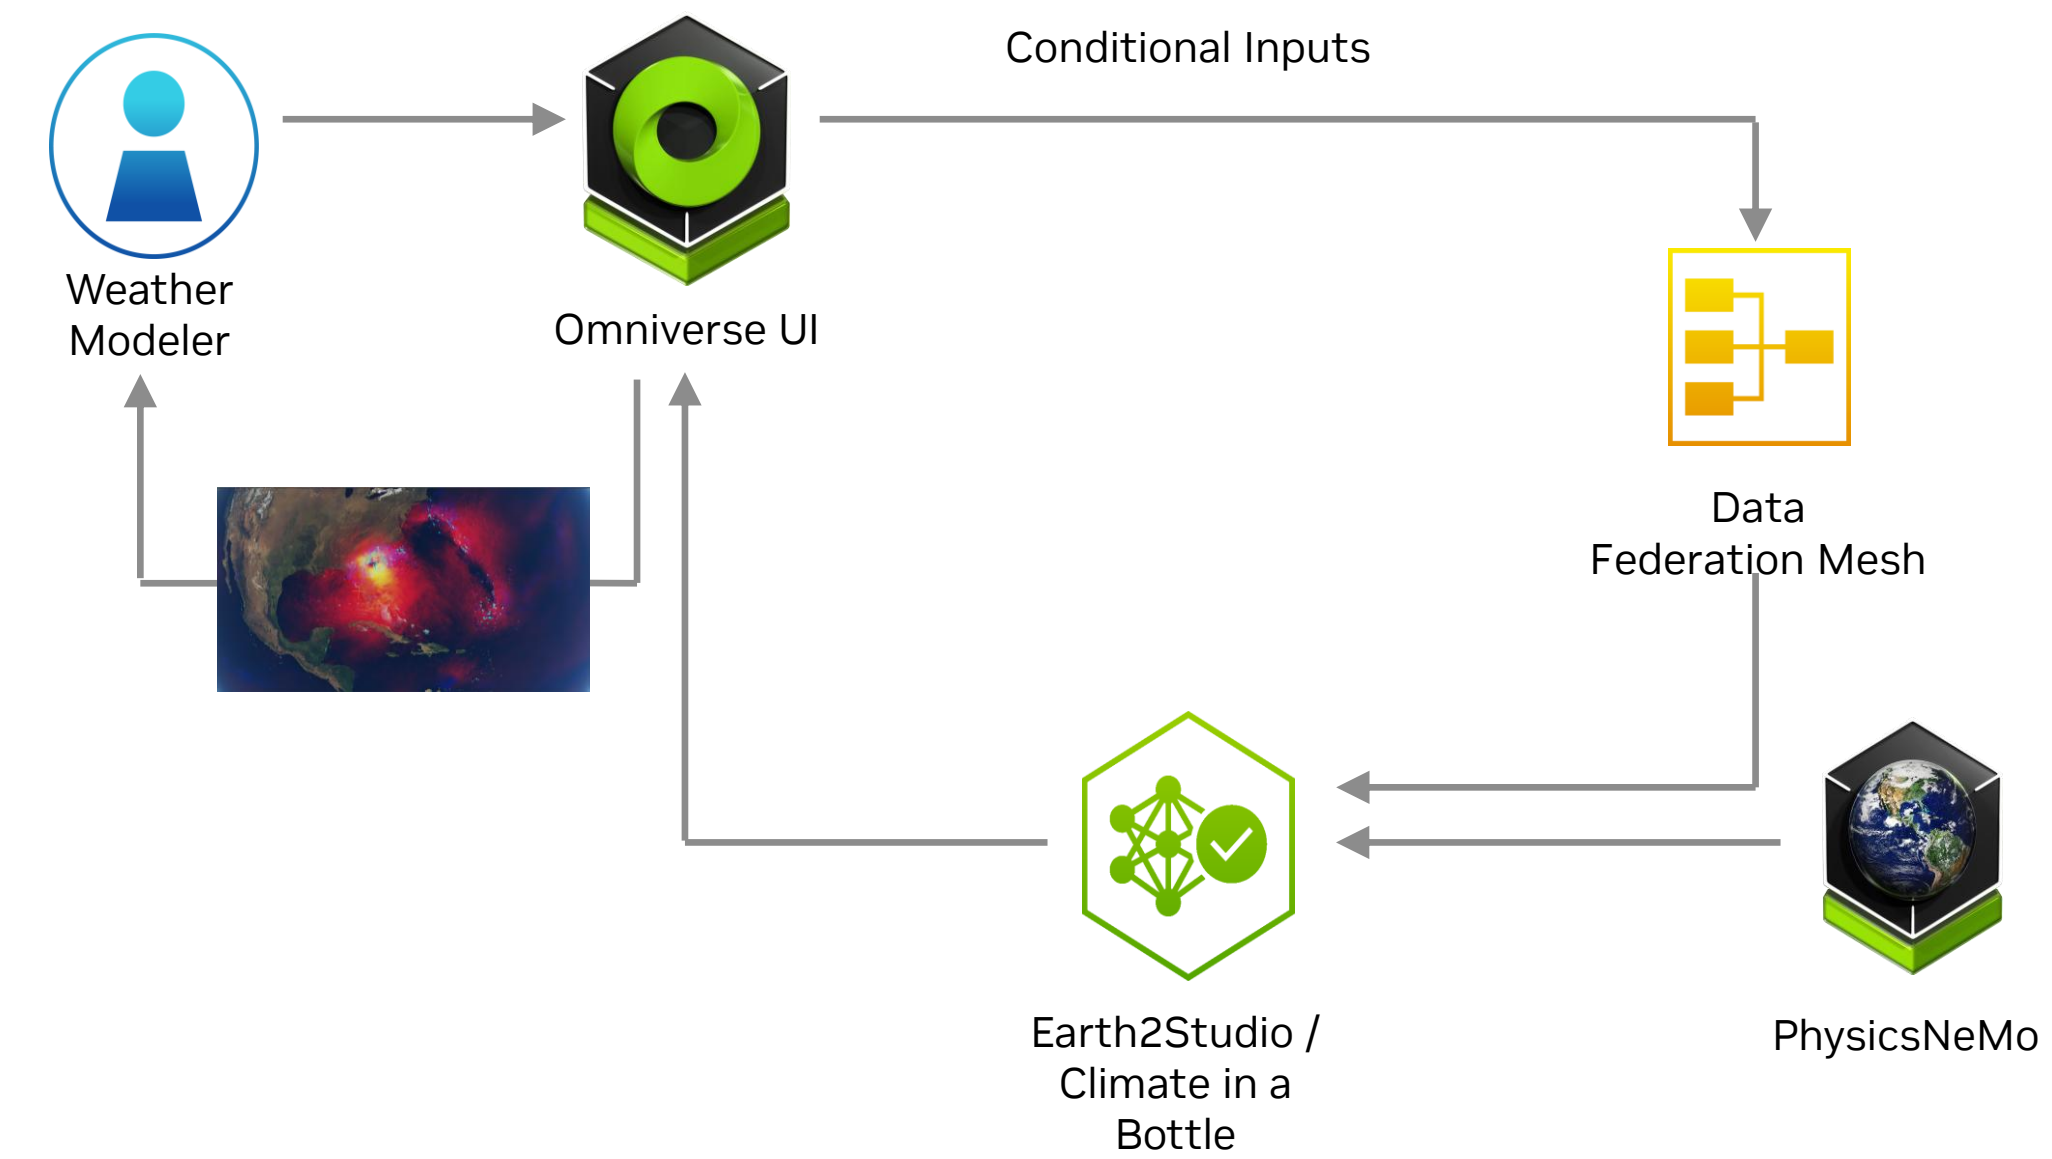 Conditional Inputs
Weather
Modeler
Omniverse UI
Data
Federation Mesh
Earth2Studio /
Climate in a
Bottle
PhysicsNeMo